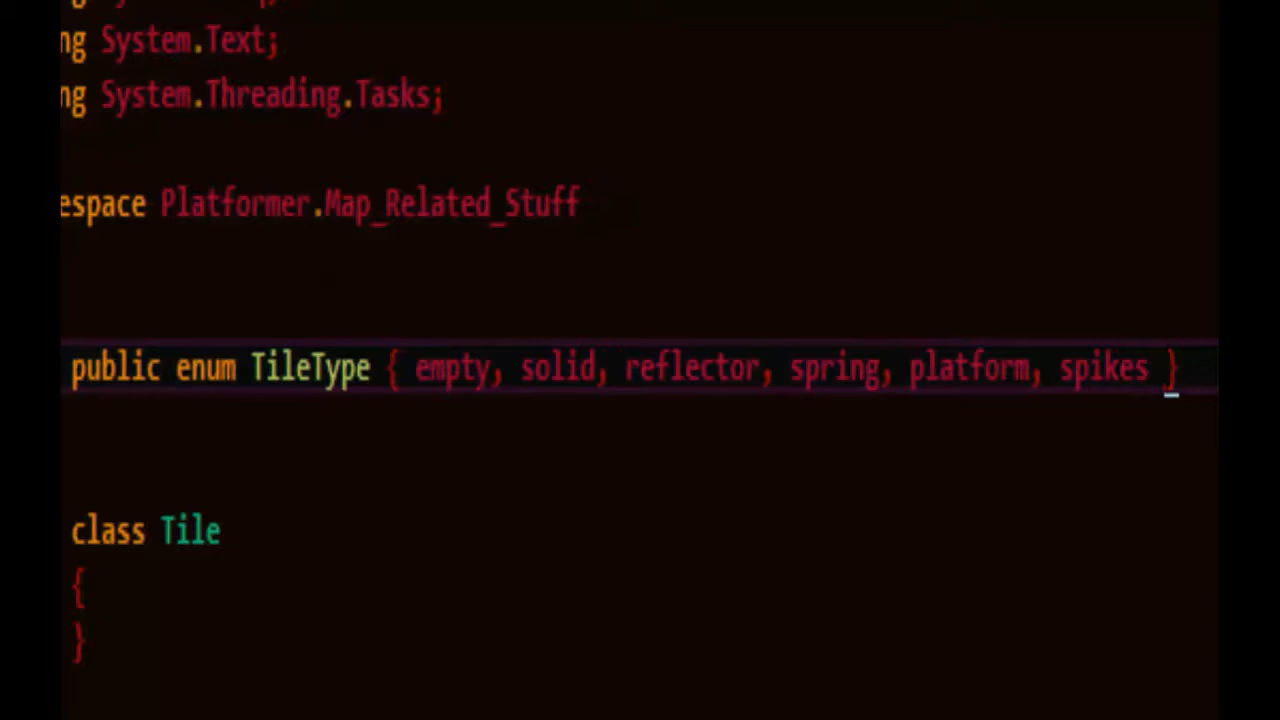 ng System.Text;
ng System.Threading.Tasks;
espace Platformer.Map_Related_Stuff
public enum TileType { empty, solid, reflector, spring, platform, spikes }
class Tile
{
}